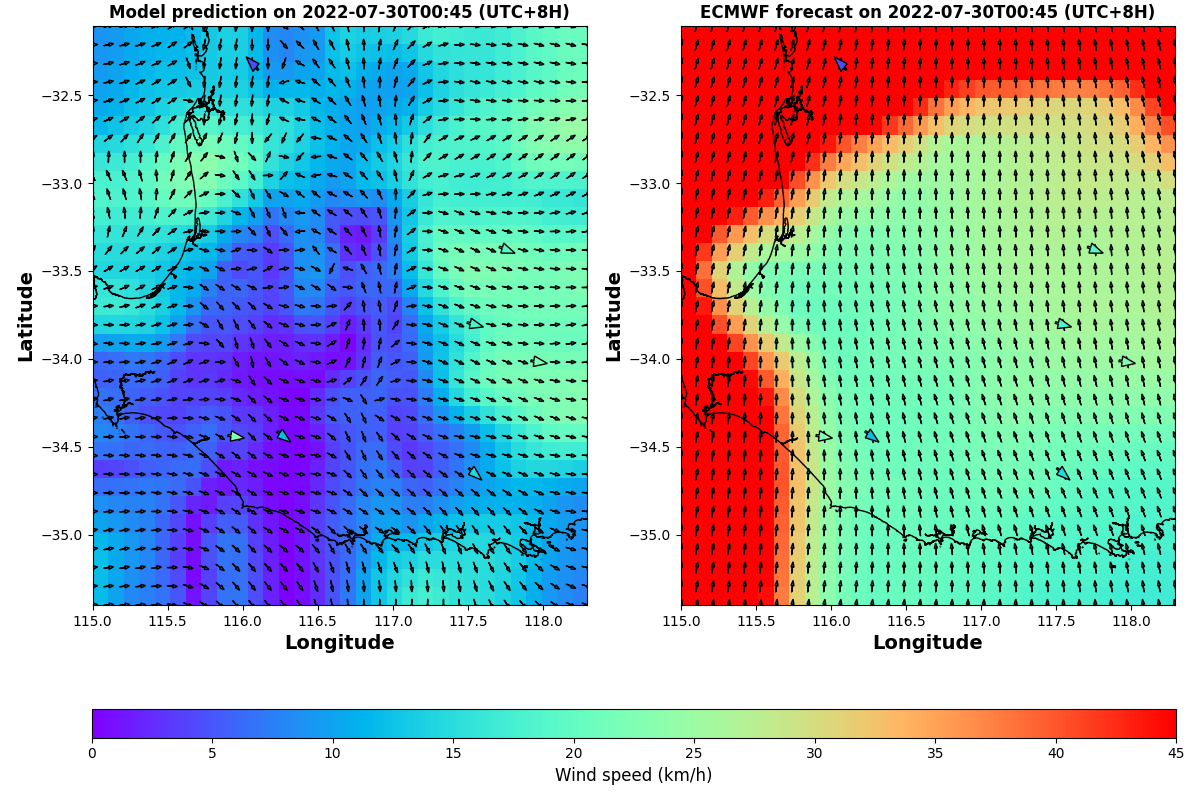 Model prediction on 2022-07-30T00:45 (UTC+8H)
ECMWF forecast on 2022-07-30T00:45 (UTC+8H)
−32.5
−33.0
−33.5
−34.0
−34.5
−35.0
Latitude
115.0 115.5 116.0 116.5 117.0 117.5 118.0
Longitude
−32.5
−33.0
−33.5
−34.0
−34.5
−35.0
Latitude
115.0 115.5 116.0 116.5 117.0 117.5 118.0
Longitude
0 5 10 15 20 25 30 35 40 45
Wind speed (km/h)